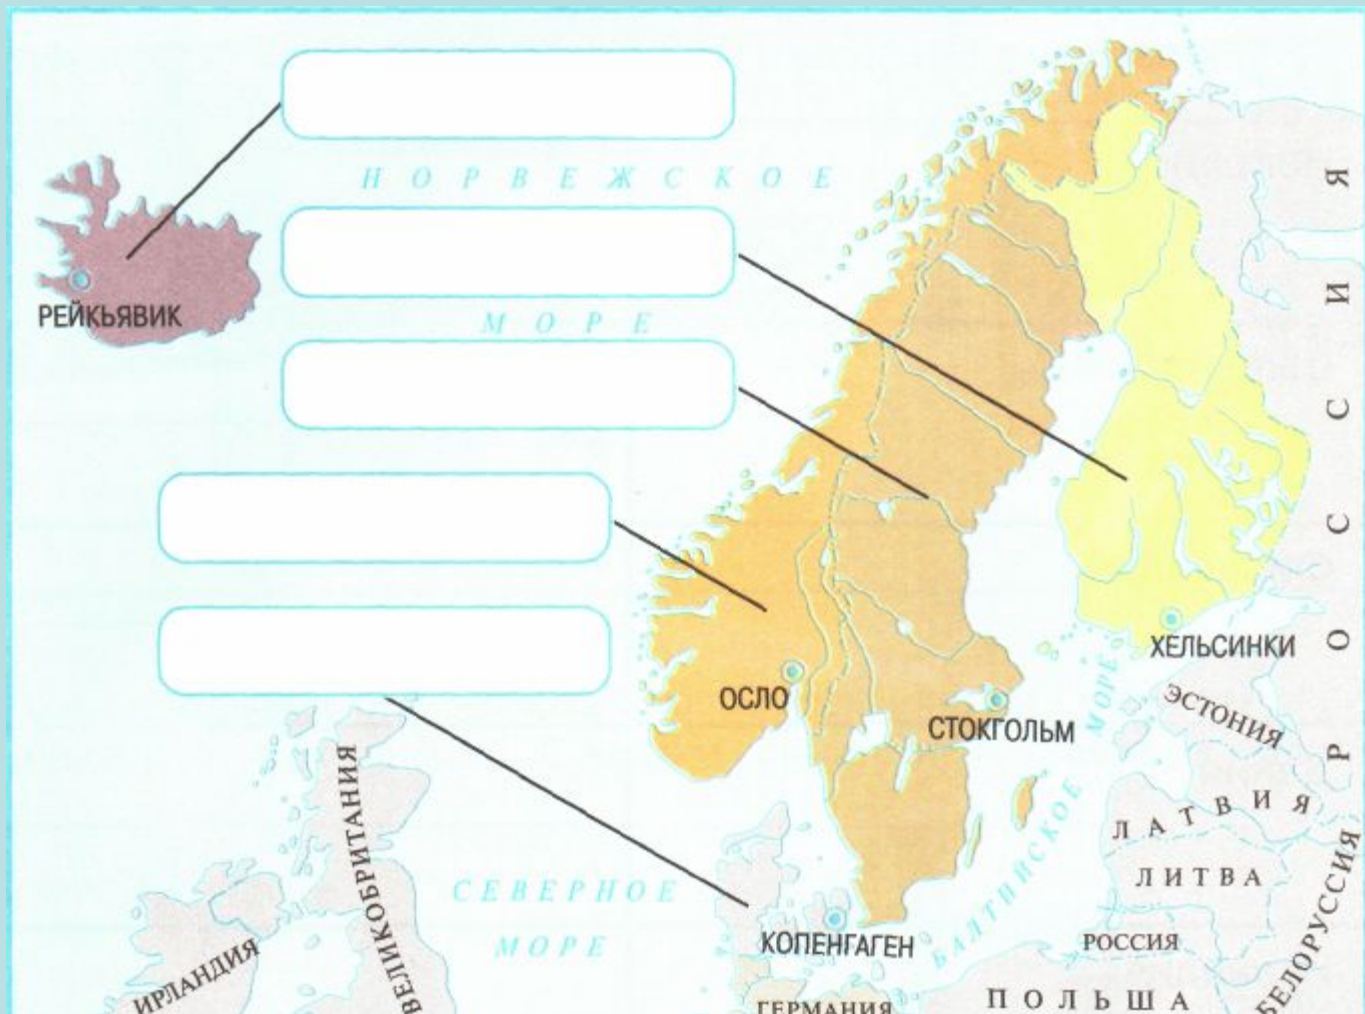 НОРВЕЖСКОЕ
МОРЕ
РЕЙКЬЯВИК
ХЕЛЬСИНКИ
ОСЛО
СТОКГОЛЬМ
КОПЕНГАГЕН
СЕВЕРНОЕ
МОРЕ
БАЛТИЙСКОЕ МОРЕ
РОССИЯ
ЭСТОНИЯ
ЛАТВИЯ
ЛИТВА
РОССИЯ
БЕЛОРУССИЯ
ПОЛЬША
ГЕРМАНИЯ
ВЕЛИКОБРИТАНИЯ
ИРЛАНДИЯ